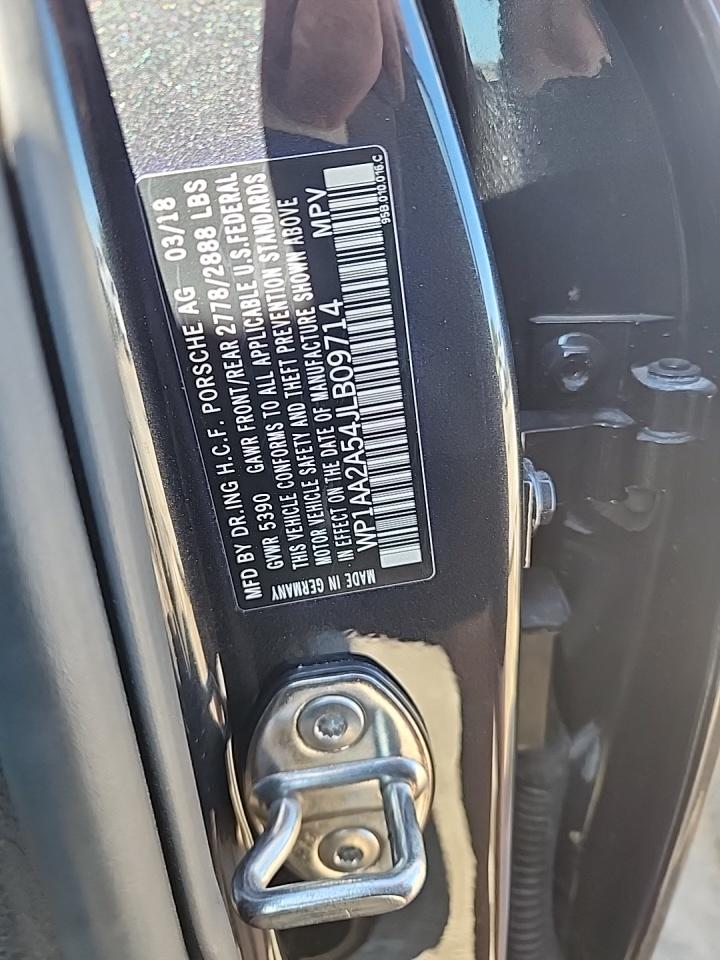 MFD BY DR.ING H.C.F. PORSCHE AG 03/18
GVWR 5390 GAWR FRONT/REAR 2778/2888 LBS
THIS VEHICLE CONFORMS TO ALL APPLICABLE U.S.FEDERAL
MOTOR VEHICLE SAFETY AND THEFT PREVENTION STANDARDS
IN EFFECT ON THE DATE OF MANUFACTURE SHOWN ABOVE
WP1AA2A54JLB09714 MPV
MADE IN GERMANY 95B.010.016.C